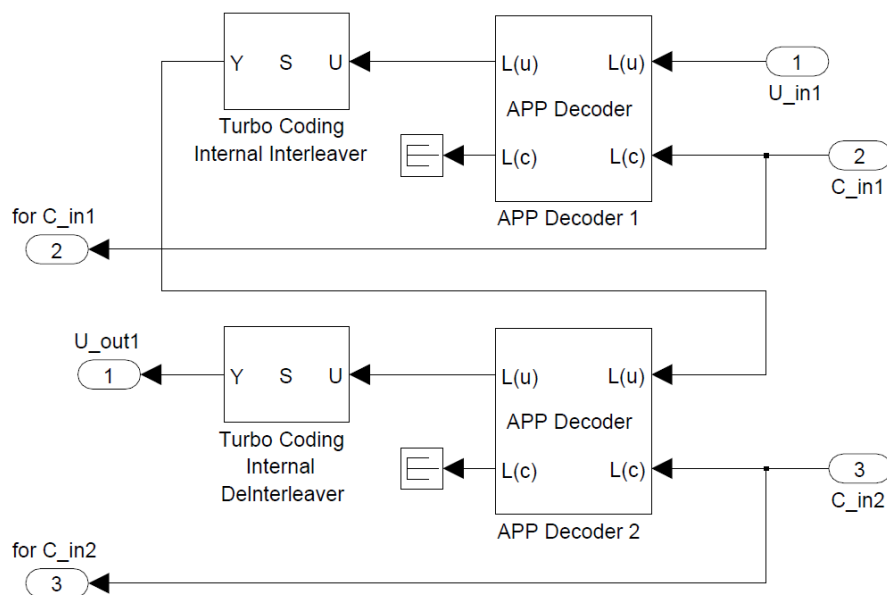 Y S U
L(u) L(u)
1
U_in1
APP Decoder
Turbo Coding
Internal Interleaver
L(c) L(c)
2
C_in1
APP Decoder 1
for C_in1
2
U_out1
1
Y S U
L(u) L(u)
APP Decoder
Turbo Coding
Internal
DeInterleaver
L(c) L(c)
3
C_in2
APP Decoder 2
for C_in2
3